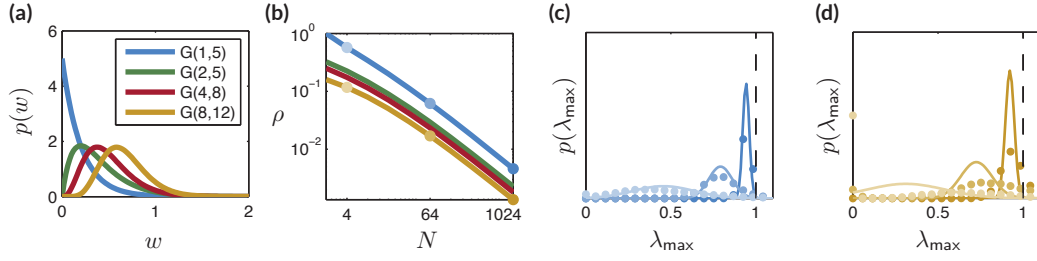 (a)
6
4
2
0
p(w)
G(1,5)
G(2,5)
G(4,8)
G(8,12)
0
1
2
w
(b)
10^0
10^-1
10^-2
ρ
4
64
1024
N
(c)
p(λmax)
0
0.5
1
λmax
(d)
p(λmax)
0
0.5
1
λmax